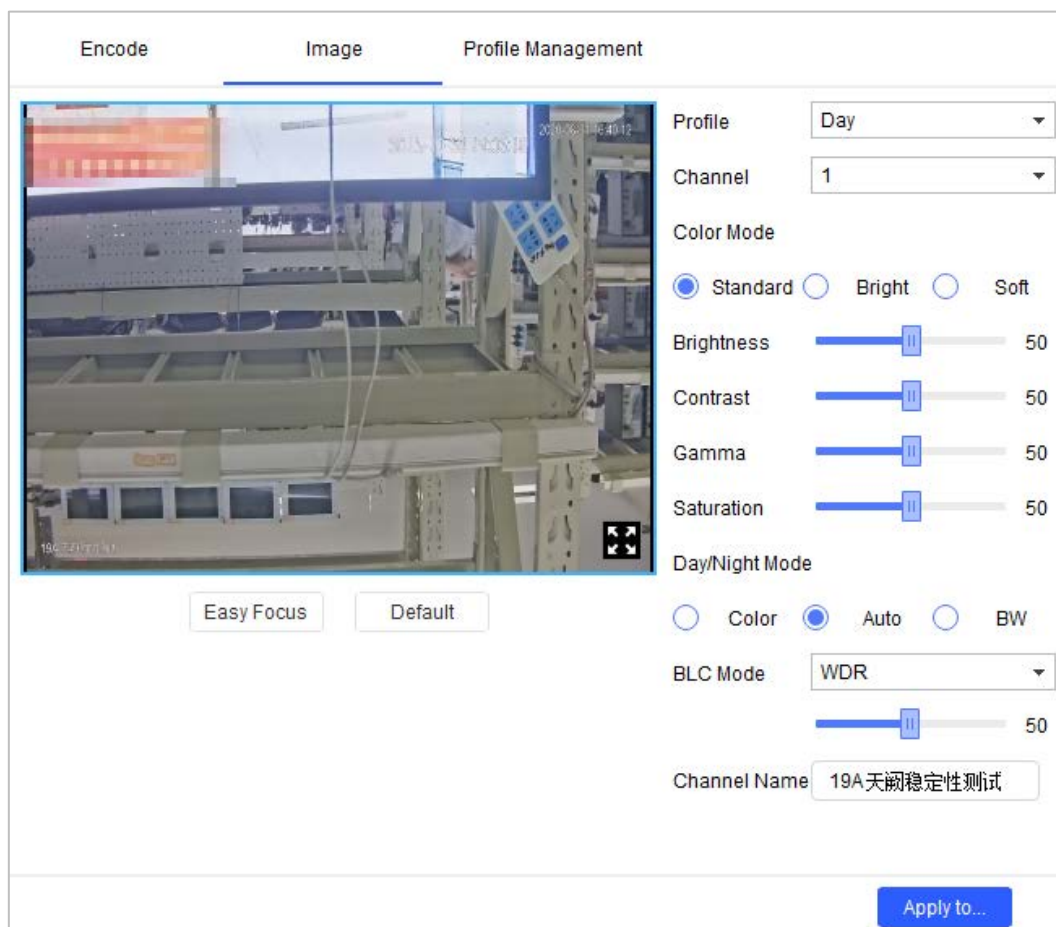 Encode Image Profile Management
Profile Day
Channel 1
Color Mode
Standard Bright Soft
Brightness 50
Contrast 50
Gamma 50
Saturation 50
Day/Night Mode
Color Auto BW
BLC Mode WDR
50
Channel Name 19A天阙稳定性测试
Easy Focus Default
Apply to...